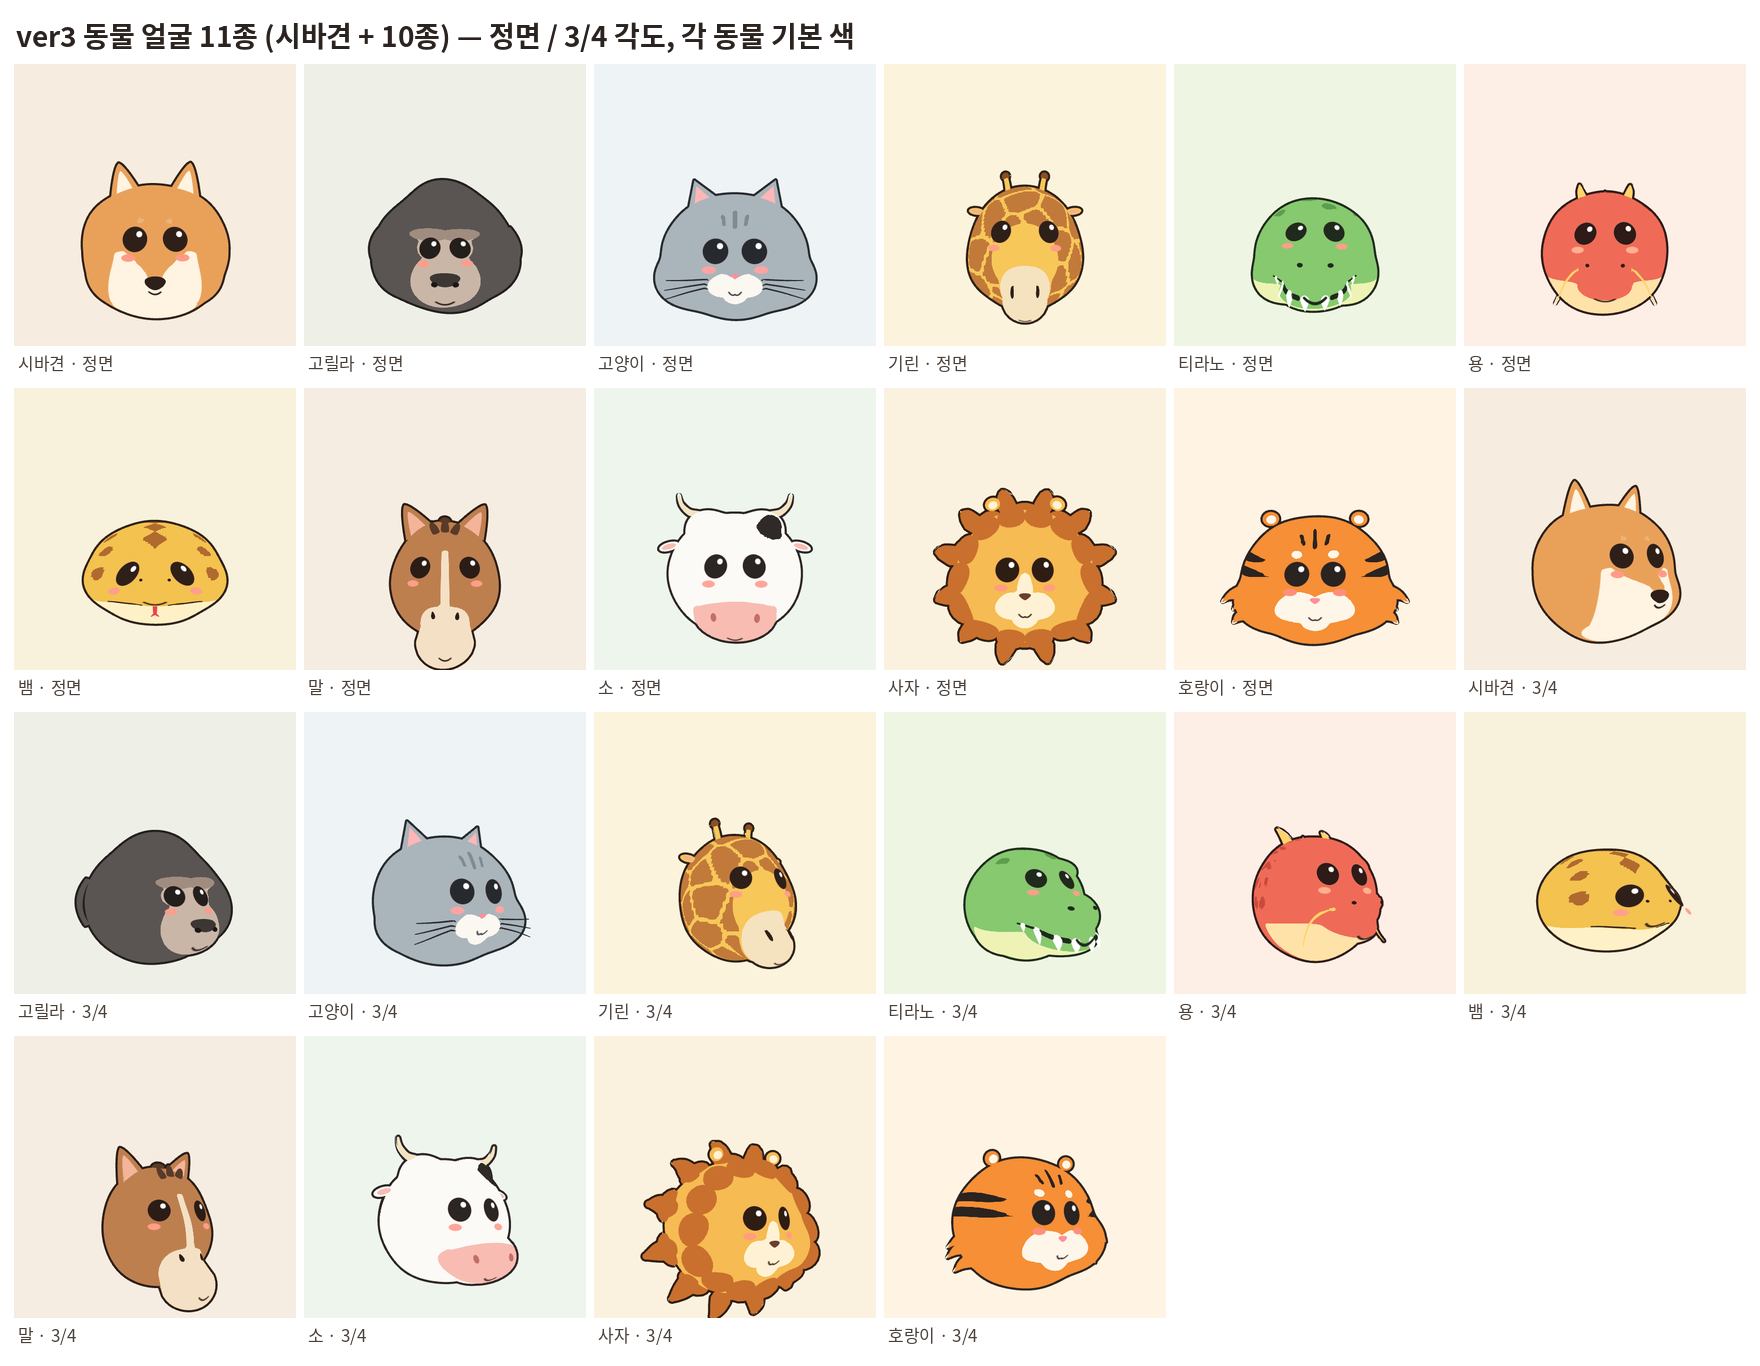 ver3 동물 얼굴 11종 (시바견 + 10종) — 정면 / 3/4 각도, 각 동물 기본 색
시바견 · 정면
고릴라 · 정면
고양이 · 정면
기린 · 정면
티라노 · 정면
용 · 정면
뱀 · 정면
말 · 정면
소 · 정면
사자 · 정면
호랑이 · 정면
시바견 · 3/4
고릴라 · 3/4
고양이 · 3/4
기린 · 3/4
티라노 · 3/4
용 · 3/4
뱀 · 3/4
말 · 3/4
소 · 3/4
사자 · 3/4
호랑이 · 3/4